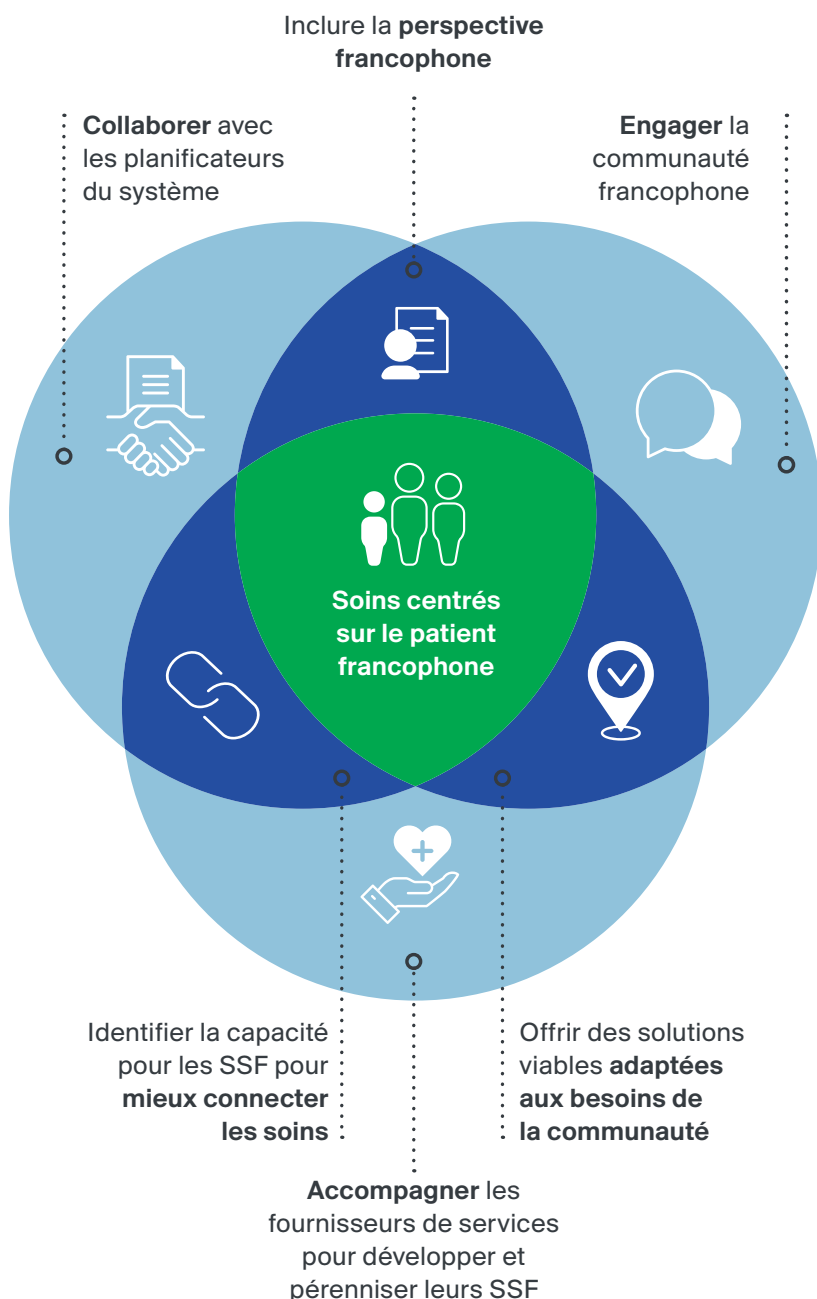 Inclure la perspective
francophone
Collaborer avec
les planificateurs
du système
Engager la
communauté
francophone
Soins centrés
sur le patient
francophone
Identifier la capacité
pour les SSF pour
mieux connecter
les soins
Offrir des solutions
viables adaptées
aux besoins de
la communauté
Accompagner les
fournisseurs de services
pour développer et
pérenniser leurs SSF